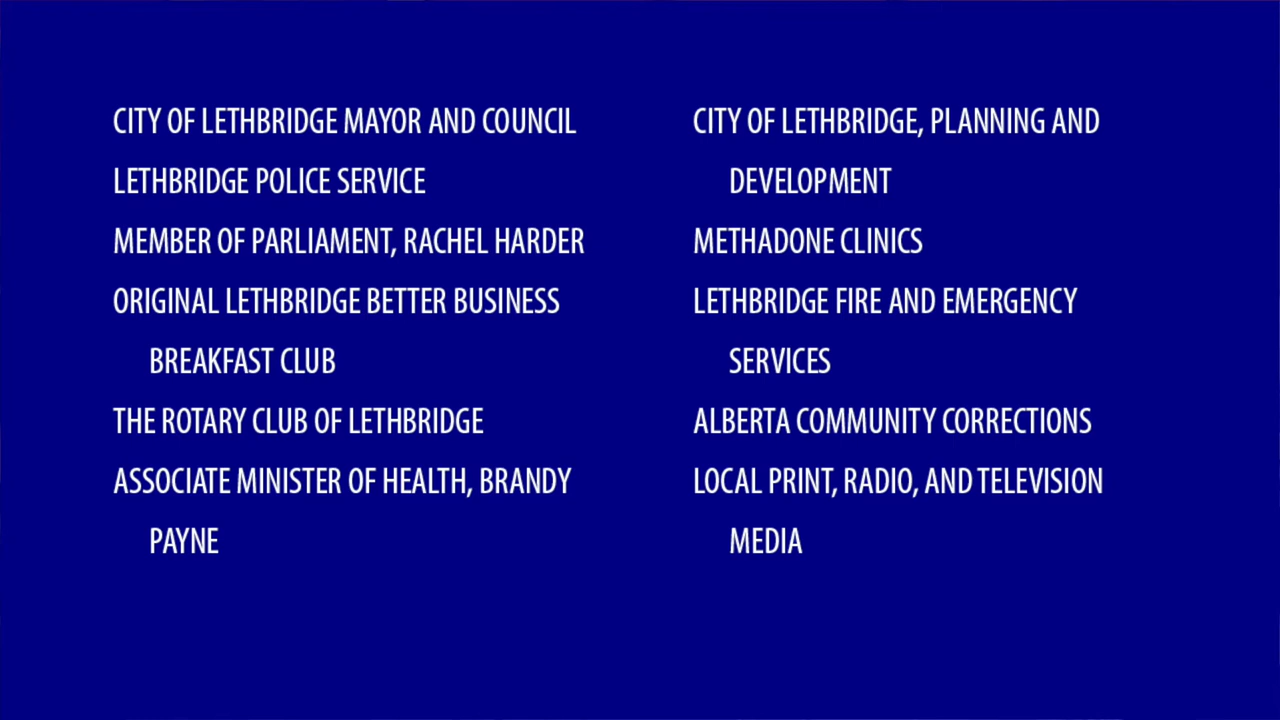 CITY OF LETHBRIDGE MAYOR AND COUNCIL
LETHBRIDGE POLICE SERVICE
MEMBER OF PARLIAMENT, RACHEL HARDER
ORIGINAL LETHBRIDGE BETTER BUSINESS
BREAKFAST CLUB
THE ROTARY CLUB OF LETHBRIDGE
ASSOCIATE MINISTER OF HEALTH, BRANDY
PAYNE
CITY OF LETHBRIDGE, PLANNING AND
DEVELOPMENT
METHADONE CLINICS
LETHBRIDGE FIRE AND EMERGENCY
SERVICES
ALBERTA COMMUNITY CORRECTIONS
LOCAL PRINT, RADIO, AND TELEVISION
MEDIA